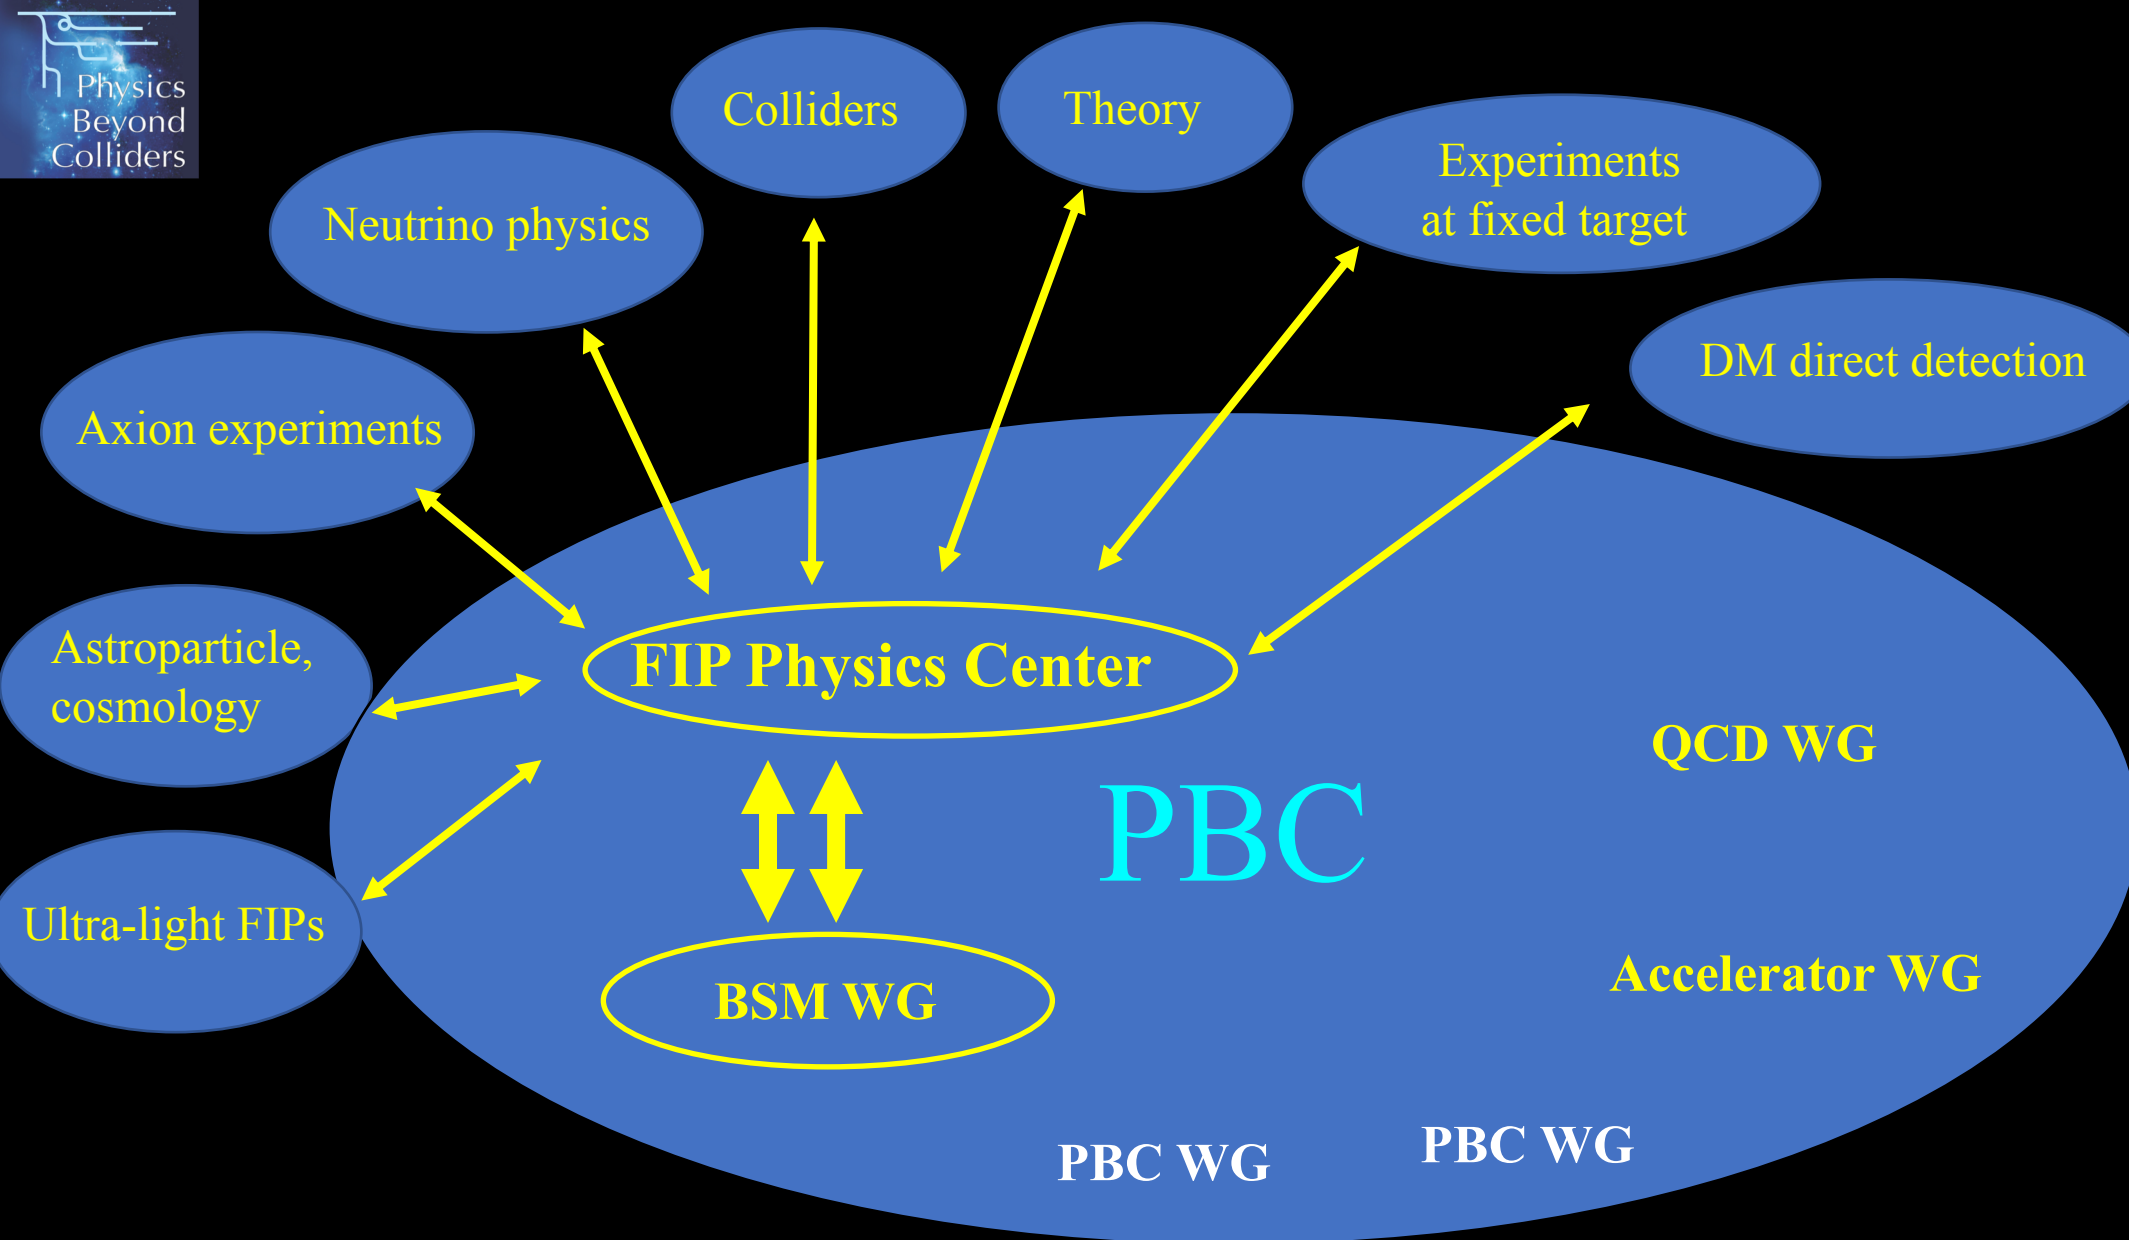 Physics
Beyond
Colliders
Colliders
Theory
Neutrino physics
Experiments
at fixed target
DM direct detection
Axion experiments
Astroparticle,
cosmology
FIP Physics Center
QCD WG
PBC
Ultra-light FIPs
BSM WG
Accelerator WG
PBC WG
PBC WG